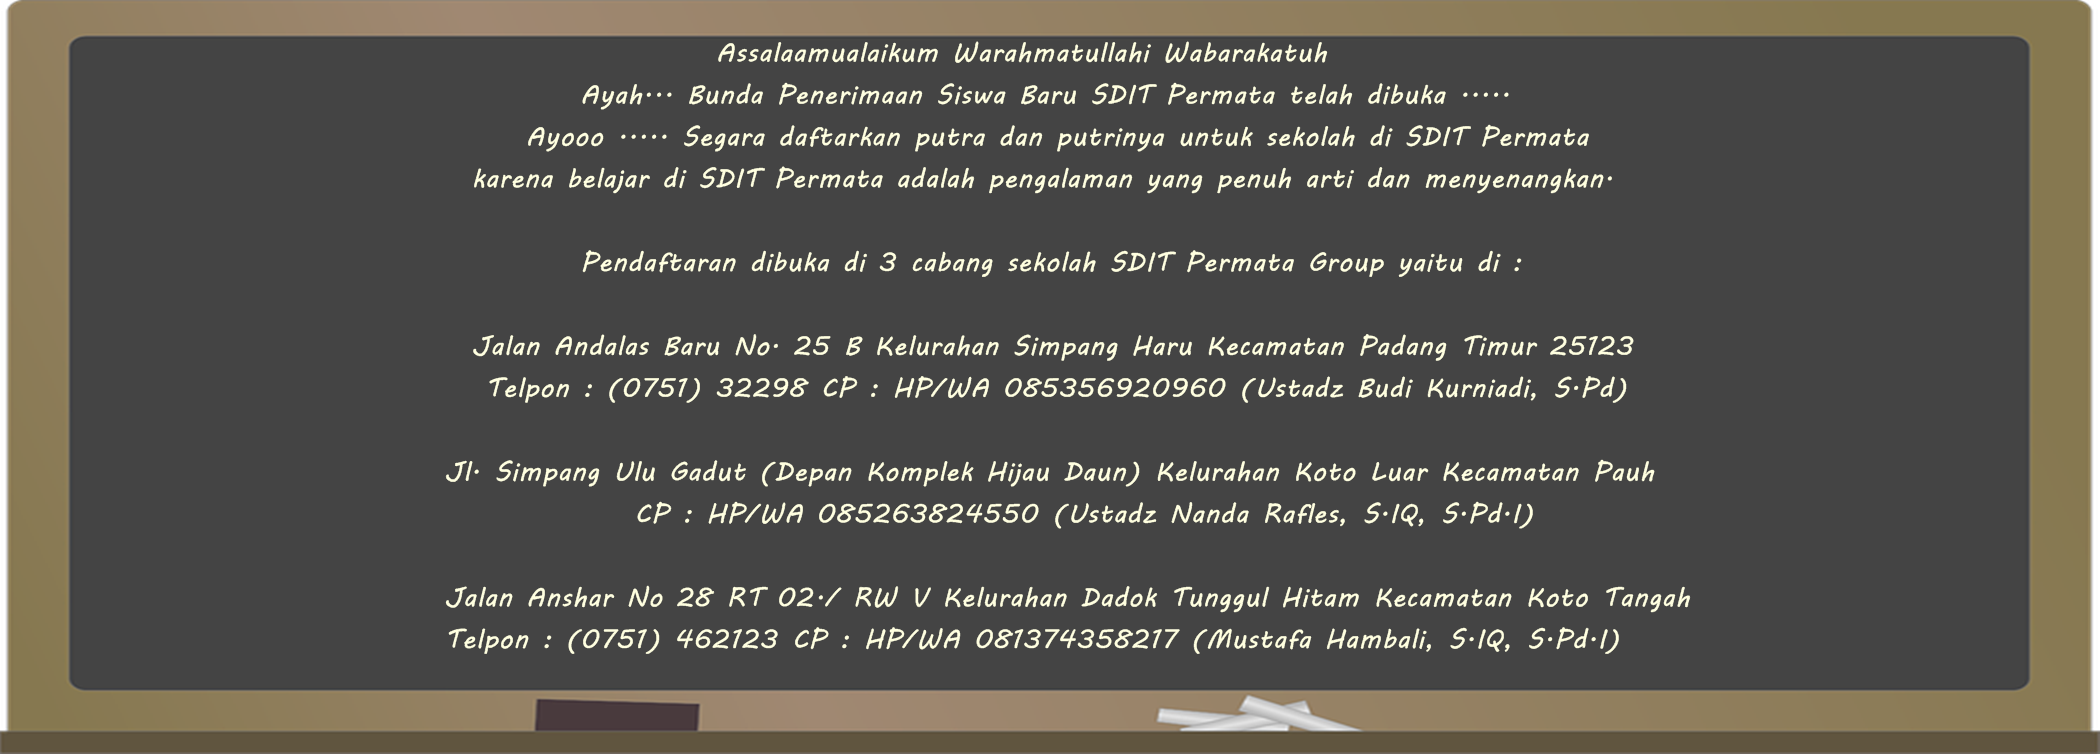 Assalaamualaikum Warahmatullahi Wabarakatuh
Ayah... Bunda Penerimaan Siswa Baru SDIT Permata telah dibuka .....
Ayooo ..... Segara daftarkan putra dan putrinya untuk sekolah di SDIT Permata
karena belajar di SDIT Permata adalah pengalaman yang penuh arti dan menyenangkan.
Pendaftaran dibuka di 3 cabang sekolah SDIT Permata Group yaitu di :
Jalan Andalas Baru No. 25 B Kelurahan Simpang Haru Kecamatan Padang Timur 25123
Telpon : (0751) 32298 CP : HP/WA 085356920960 (Ustadz Budi Kurniadi, S.Pd)
Jl. Simpang Ulu Gadut (Depan Komplek Hijau Daun) Kelurahan Koto Luar Kecamatan Pauh
CP : HP/WA 085263824550 (Ustadz Nanda Rafles, S.IQ, S.Pd.I)
Jalan Anshar No 28 RT 02./ RW V Kelurahan Dadok Tunggul Hitam Kecamatan Koto Tangah
Telpon : (0751) 462123 CP : HP/WA 081374358217 (Mustafa Hambali, S.IQ, S.Pd.I)